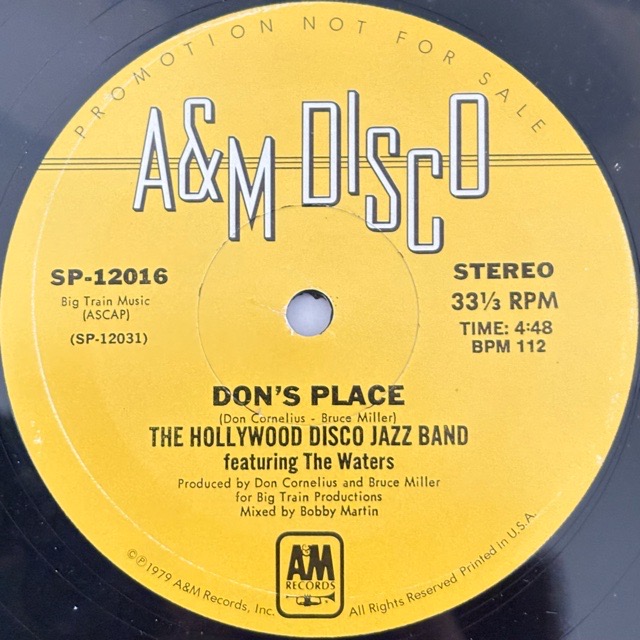 PROMOTION NOT FOR SALE
A&M DISCO
SP-12016
Big Train Music
(ASCAP)
(SP-12031)
STEREO
33⅓ RPM
TIME: 4:48
BPM 112
DON'S PLACE
(Don Cornelius - Bruce Miller)
THE HOLLYWOOD DISCO JAZZ BAND
featuring The Waters
Produced by Don Cornelius and Bruce Miller
for Big Train Productions
Mixed by Bobby Martin
©℗1979 A&M Records, Inc.
A&M
RECORDS
All Rights Reserved Printed in U.S.A.